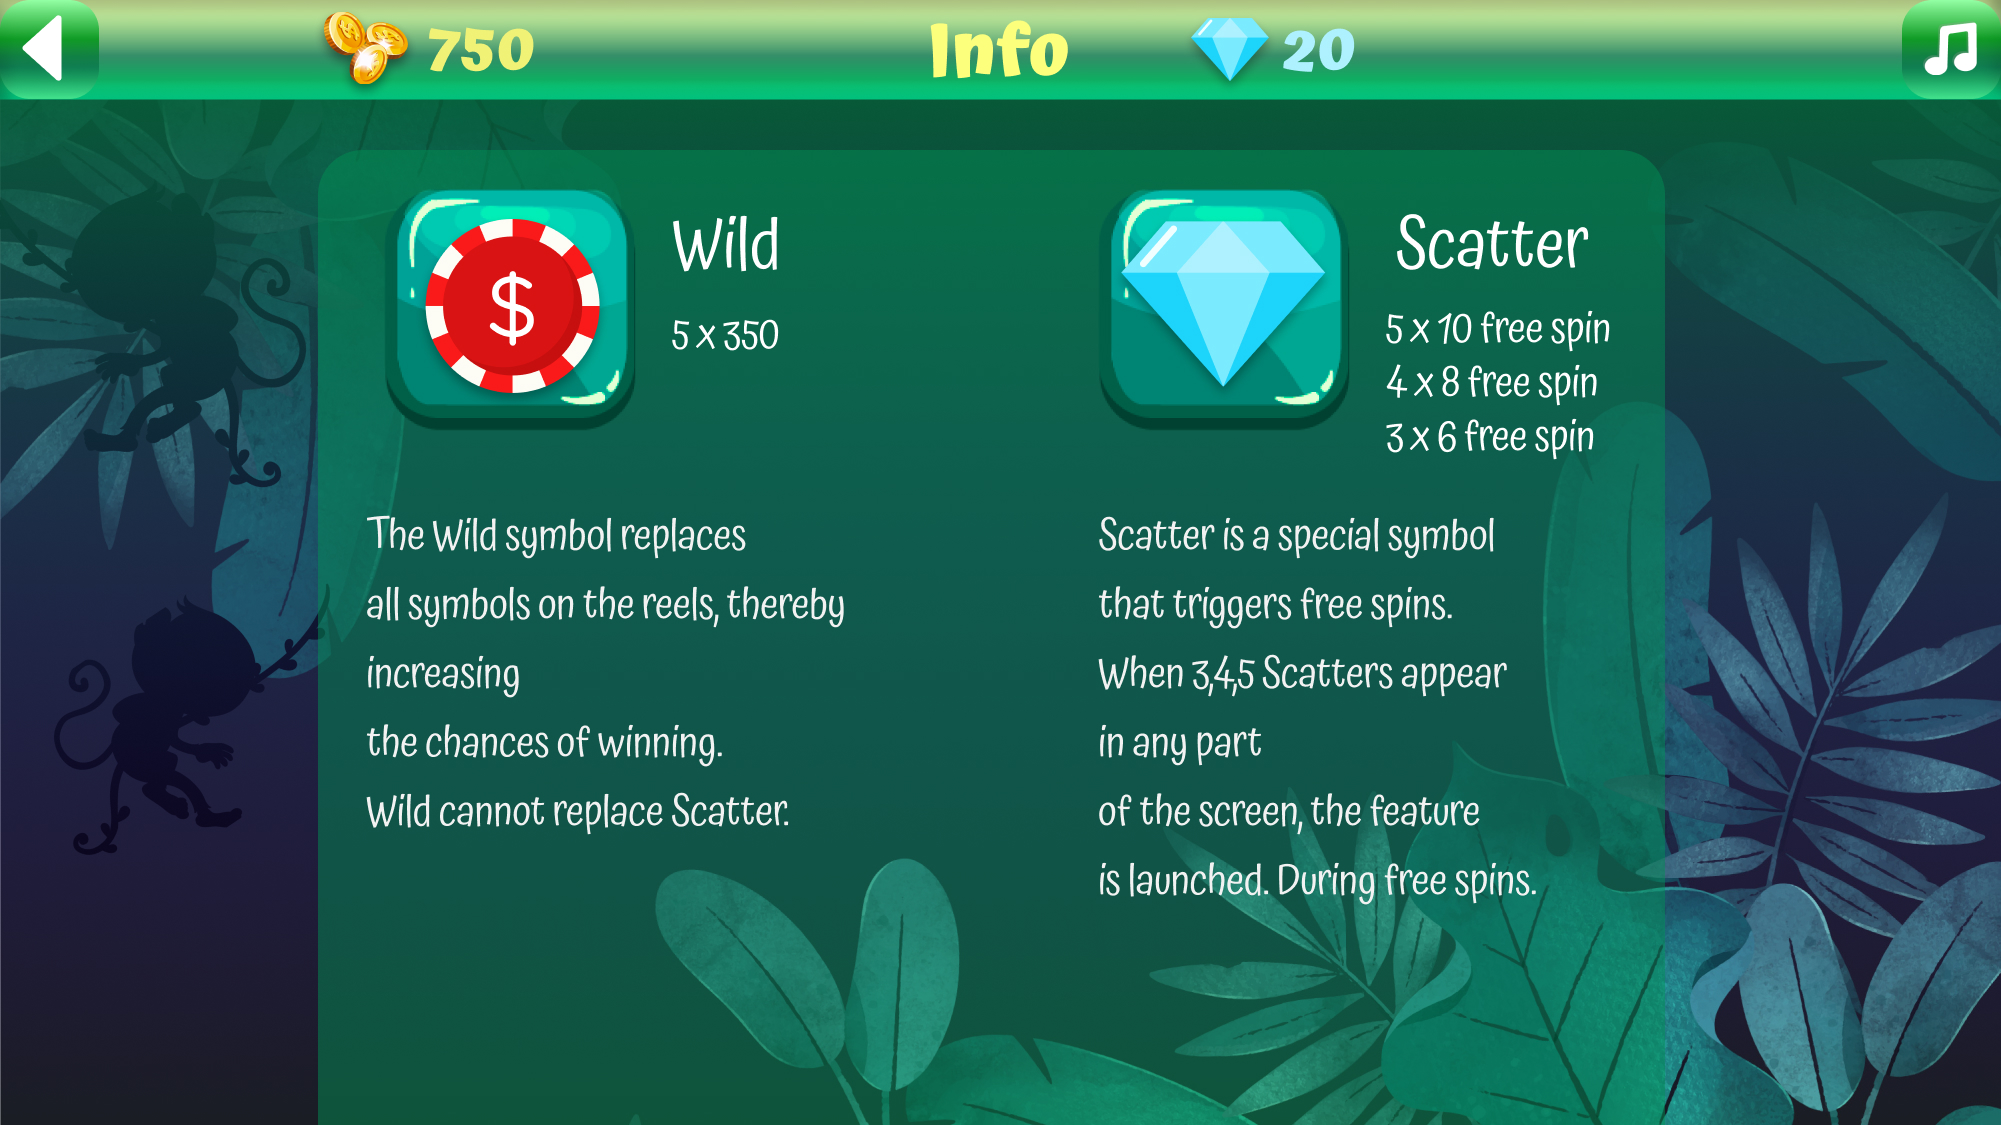 750
Info
20
Wild
5 x 350
The Wild symbol replaces
all symbols on the reels, thereby
increasing
the chances of winning.
Wild cannot replace Scatter.
$
Scatter
5 x 10 free spin
4 x 8 free spin
3 x 6 free spin
Scatter is a special symbol
that triggers free spins.
When 3,4,5 Scatters appear
in any part
of the screen, the feature
is launched. During free spins.